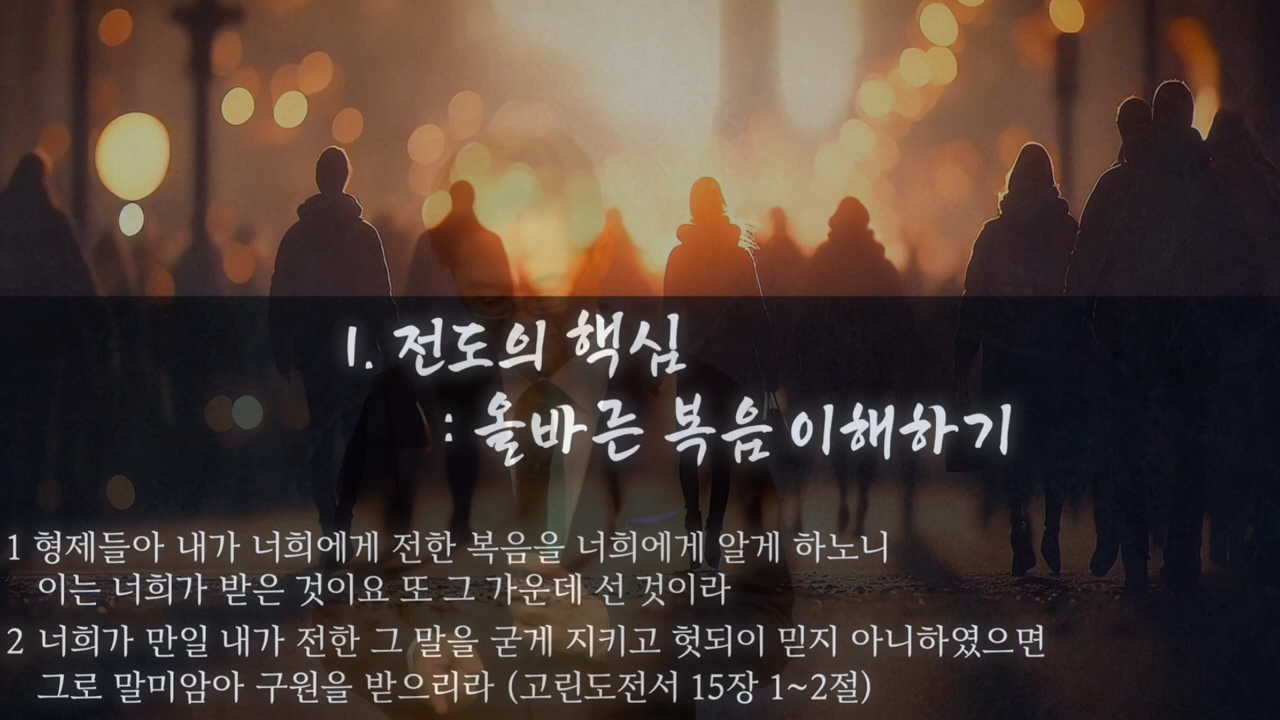 1. 전도의 핵심
: 올바른 복음 이해하기
1 형제들아 내가 너희에게 전한 복음을 너희에게 알게 하노니
이는 너희가 받은 것이요 또 그 가운데 선 것이라
2 너희가 만일 내가 전한 그 말을 굳게 지키고 헛되이 믿지 아니하였으면
그로 말미암아 구원을 받으리라 (고린도전서 15장 1~2절)